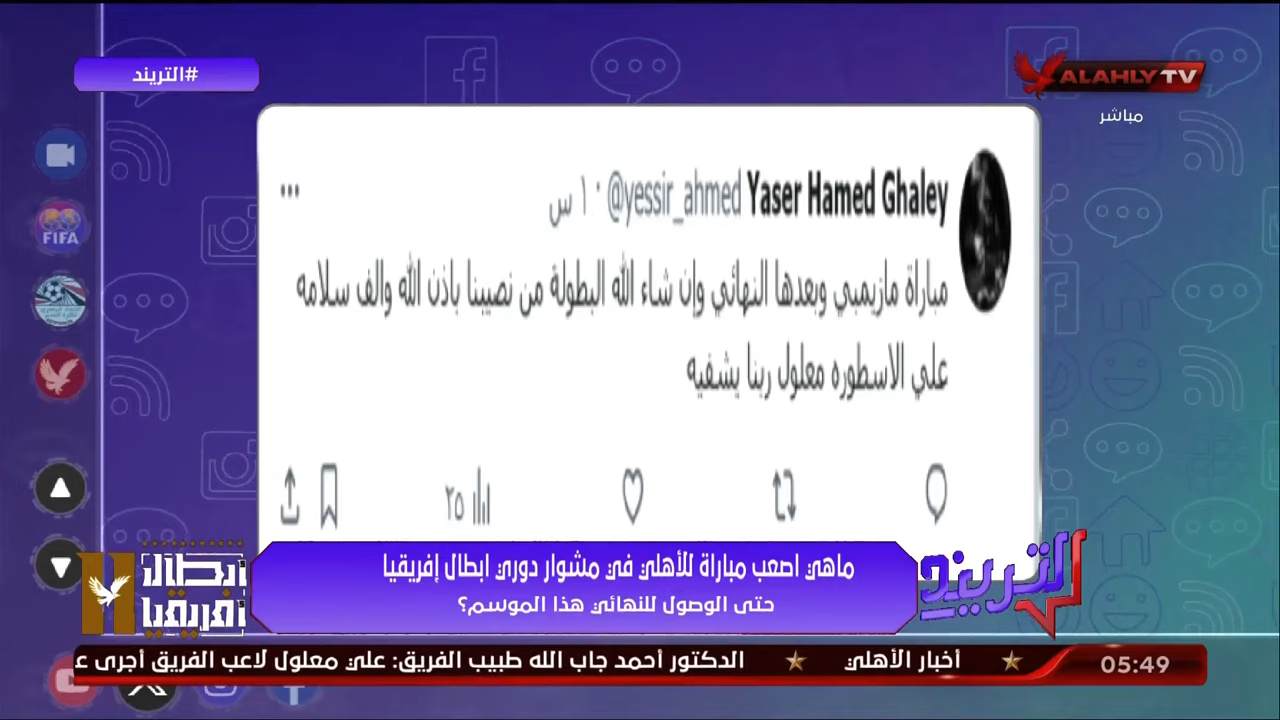 #التريند
ALAHLY TV
مباشر
FIFA
Yaser Hamed Ghaley @yessir_ahmed · ١ س
مباراة مازيمبي وبعدها النهائي وإن شاء الله البطولة من نصيبنا باذن الله والف سلامه
علي الاسطوره معلول ربنا يشفيه
٢٥
ماهي اصعب مباراة للأهلي في مشوار دوري ابطال إفريقيا
حتى الوصول للنهائي هذا الموسم؟
التريند
ابطال
افريقيا
05:49
أخبار الأهلي
الدكتور أحمد جاب الله طبيب الفريق: علي معلول لاعب الفريق أجرى ع